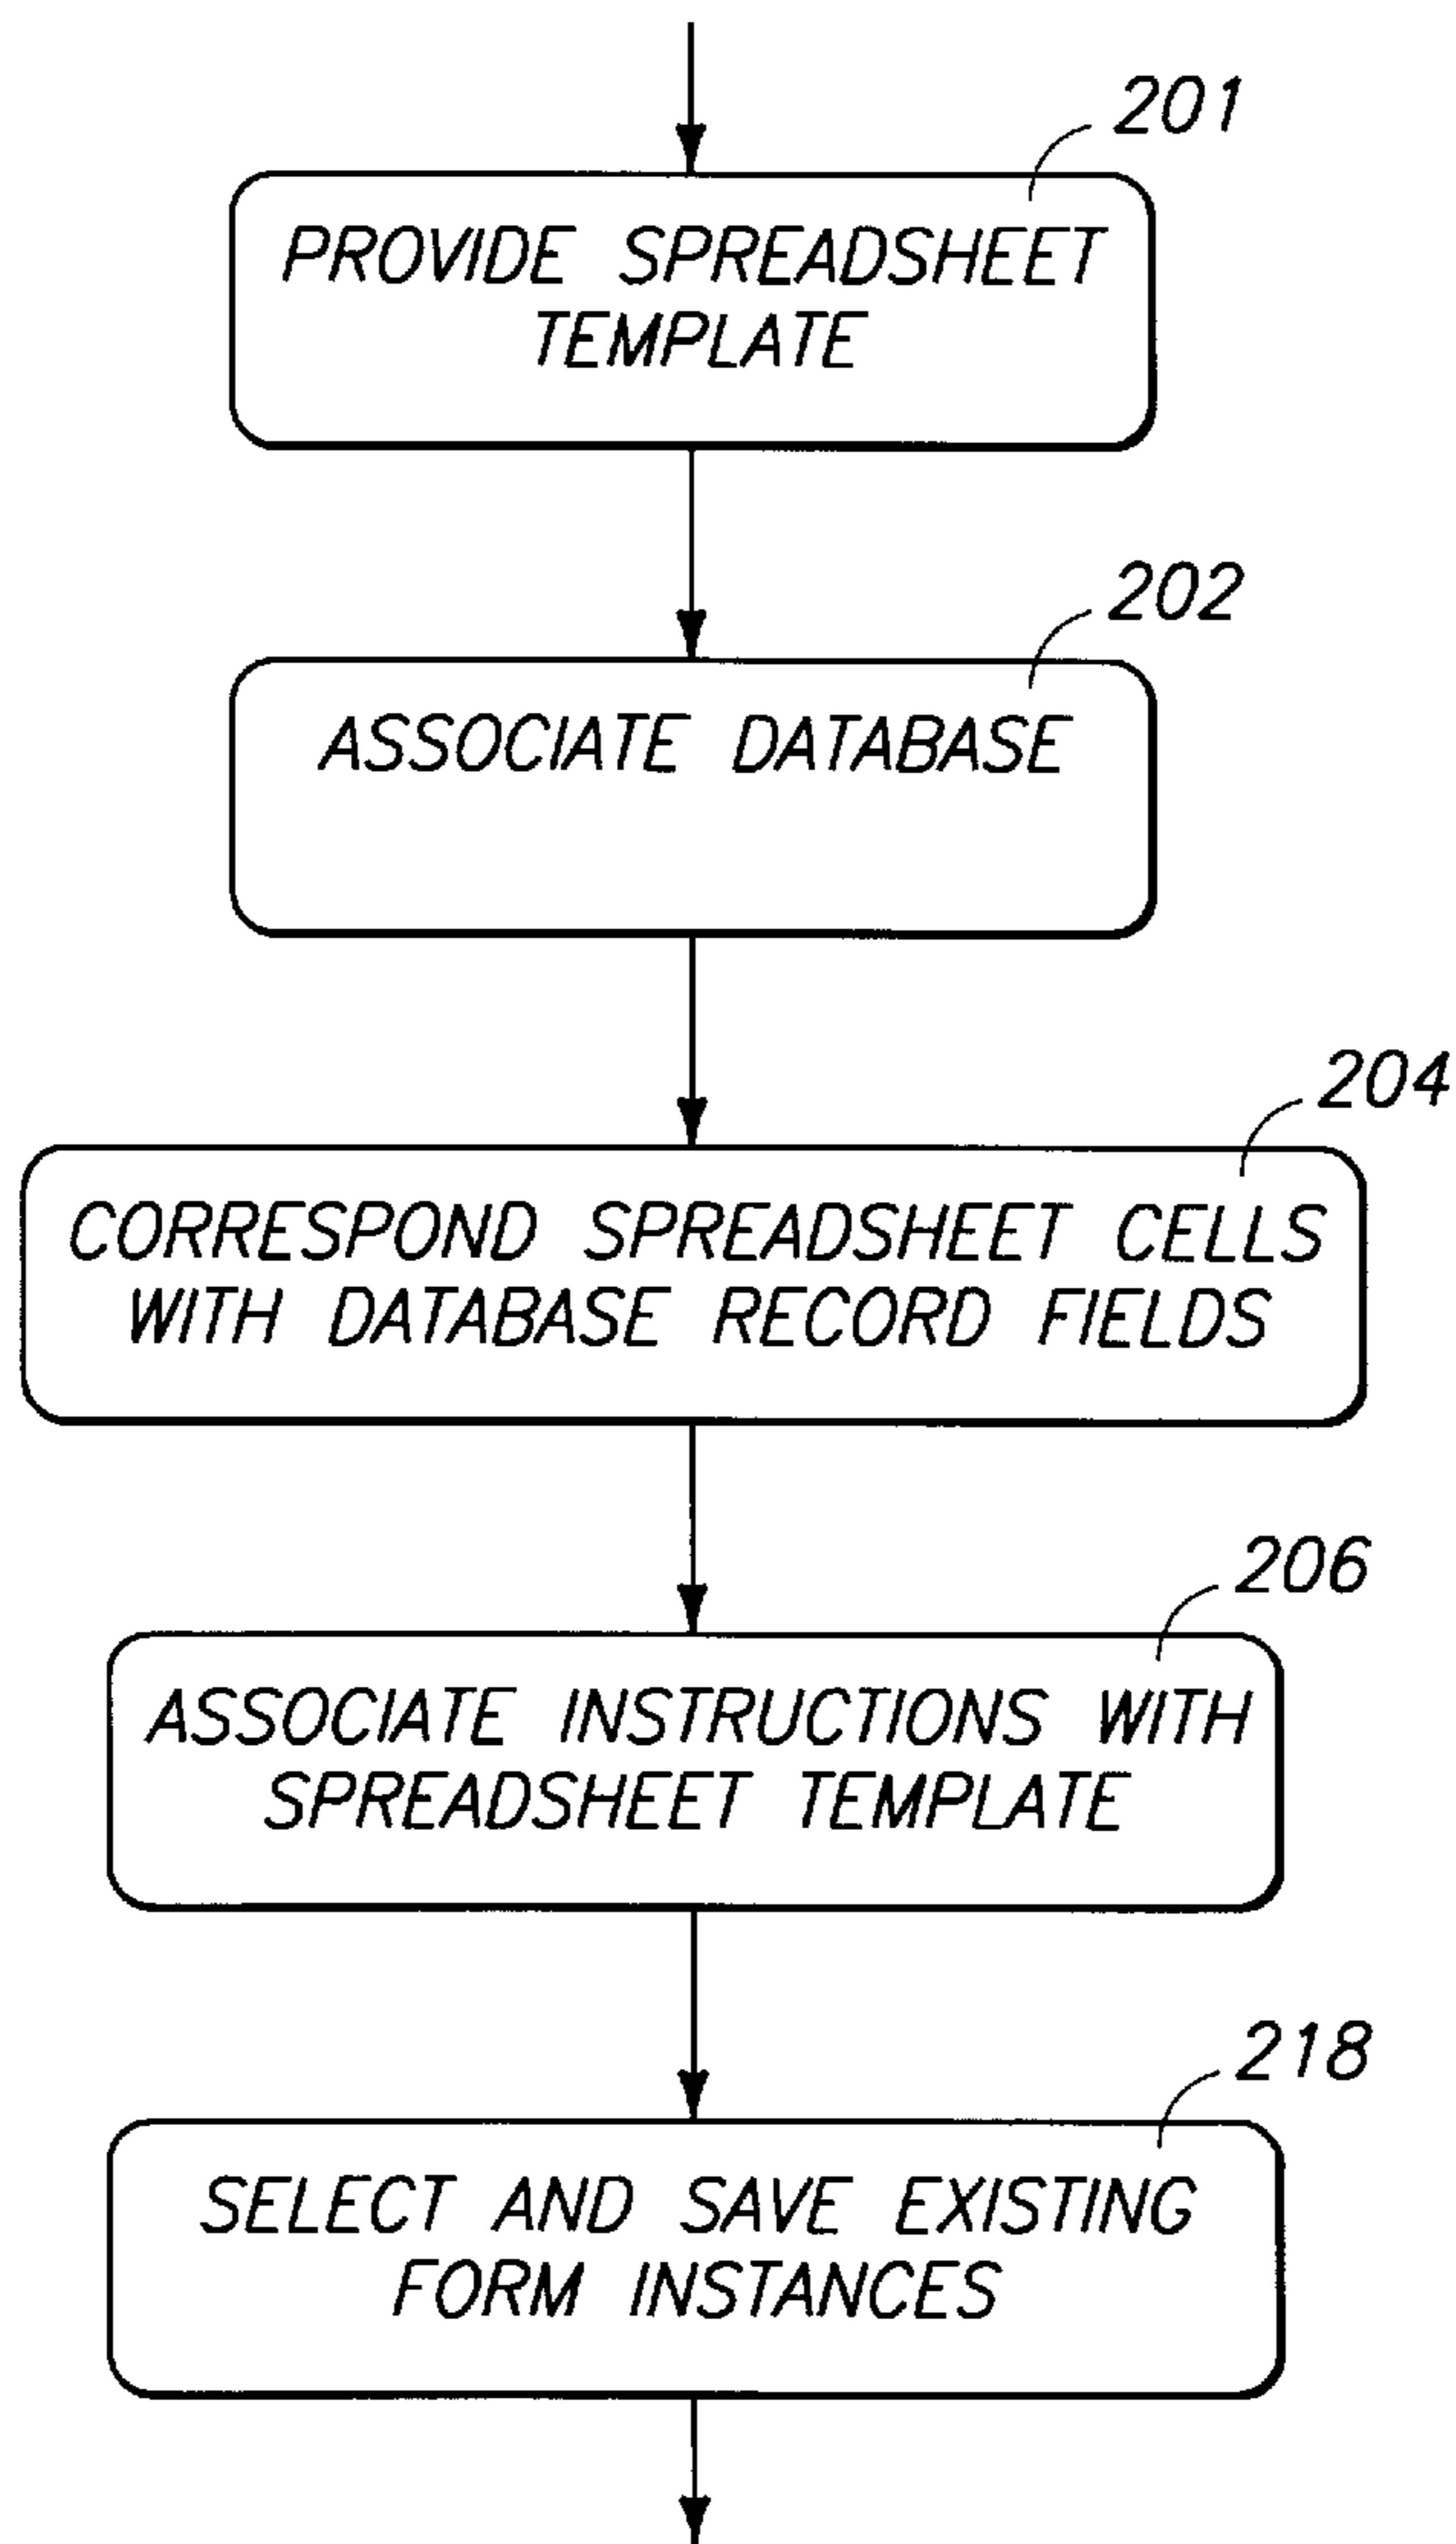 201
PROVIDE SPREADSHEET
TEMPLATE
202
ASSOCIATE DATABASE
204
CORRESPOND SPREADSHEET CELLS
WITH DATABASE RECORD FIELDS
206
ASSOCIATE INSTRUCTIONS WITH
SPREADSHEET TEMPLATE
218
SELECT AND SAVE EXISTING
FORM INSTANCES